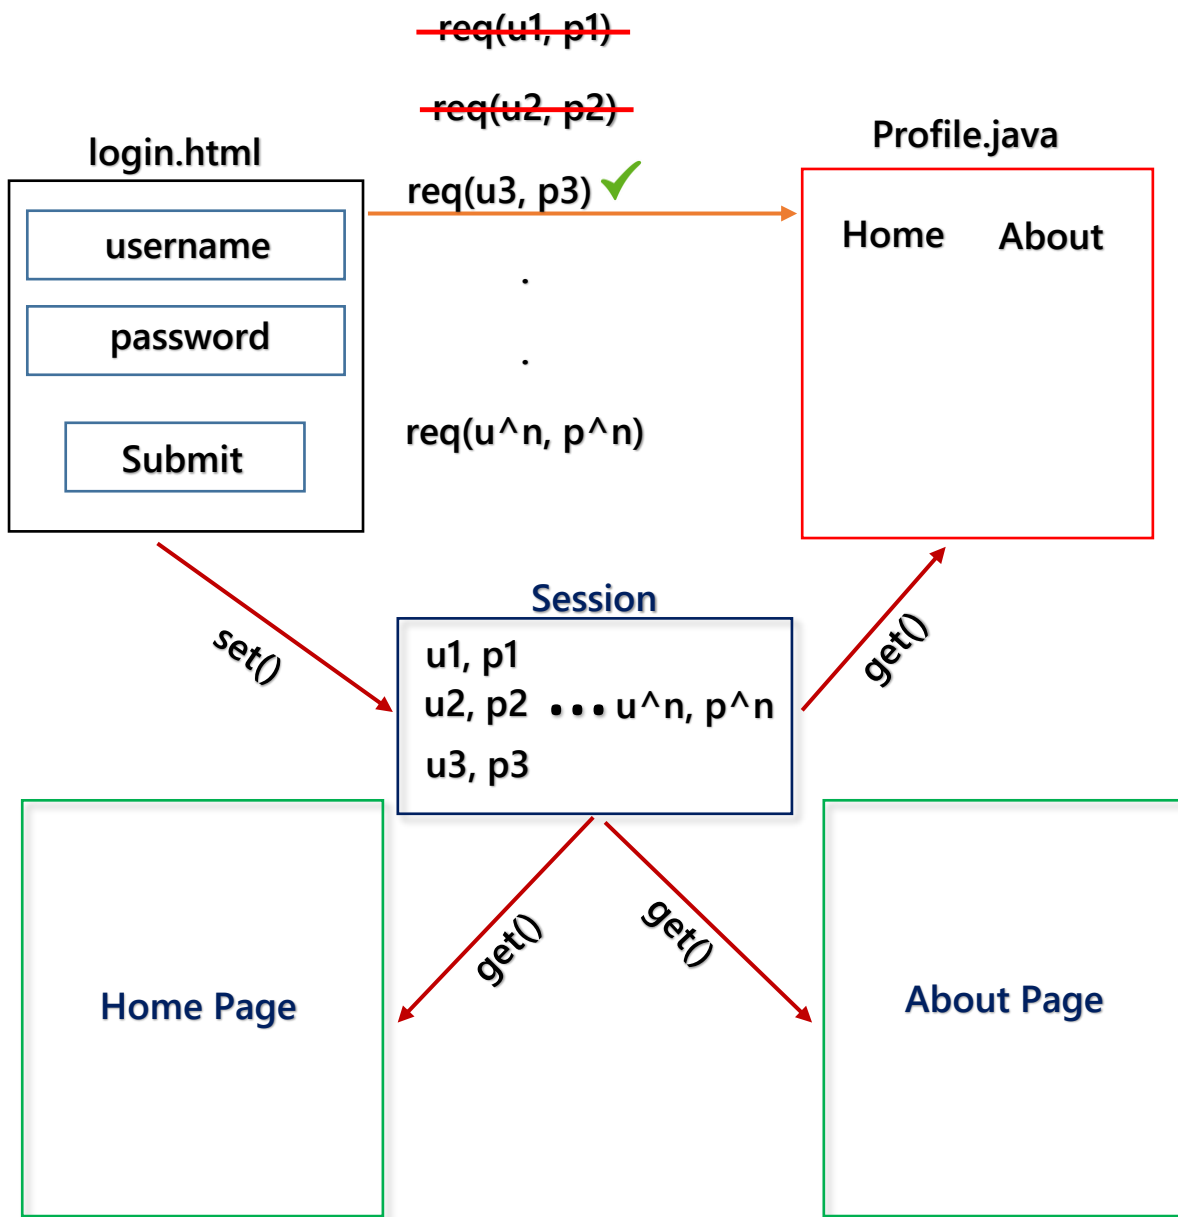 req(u1, p1)
req(u2, p2)
login.html
Profile.java
req(u3, p3)
username
Home About
.
password
.
req(u^n, p^n)
Submit
Session
set()
get()
u1, p1
u2, p2 ... u^n, p^n
u3, p3
get()
get()
Home Page
About Page